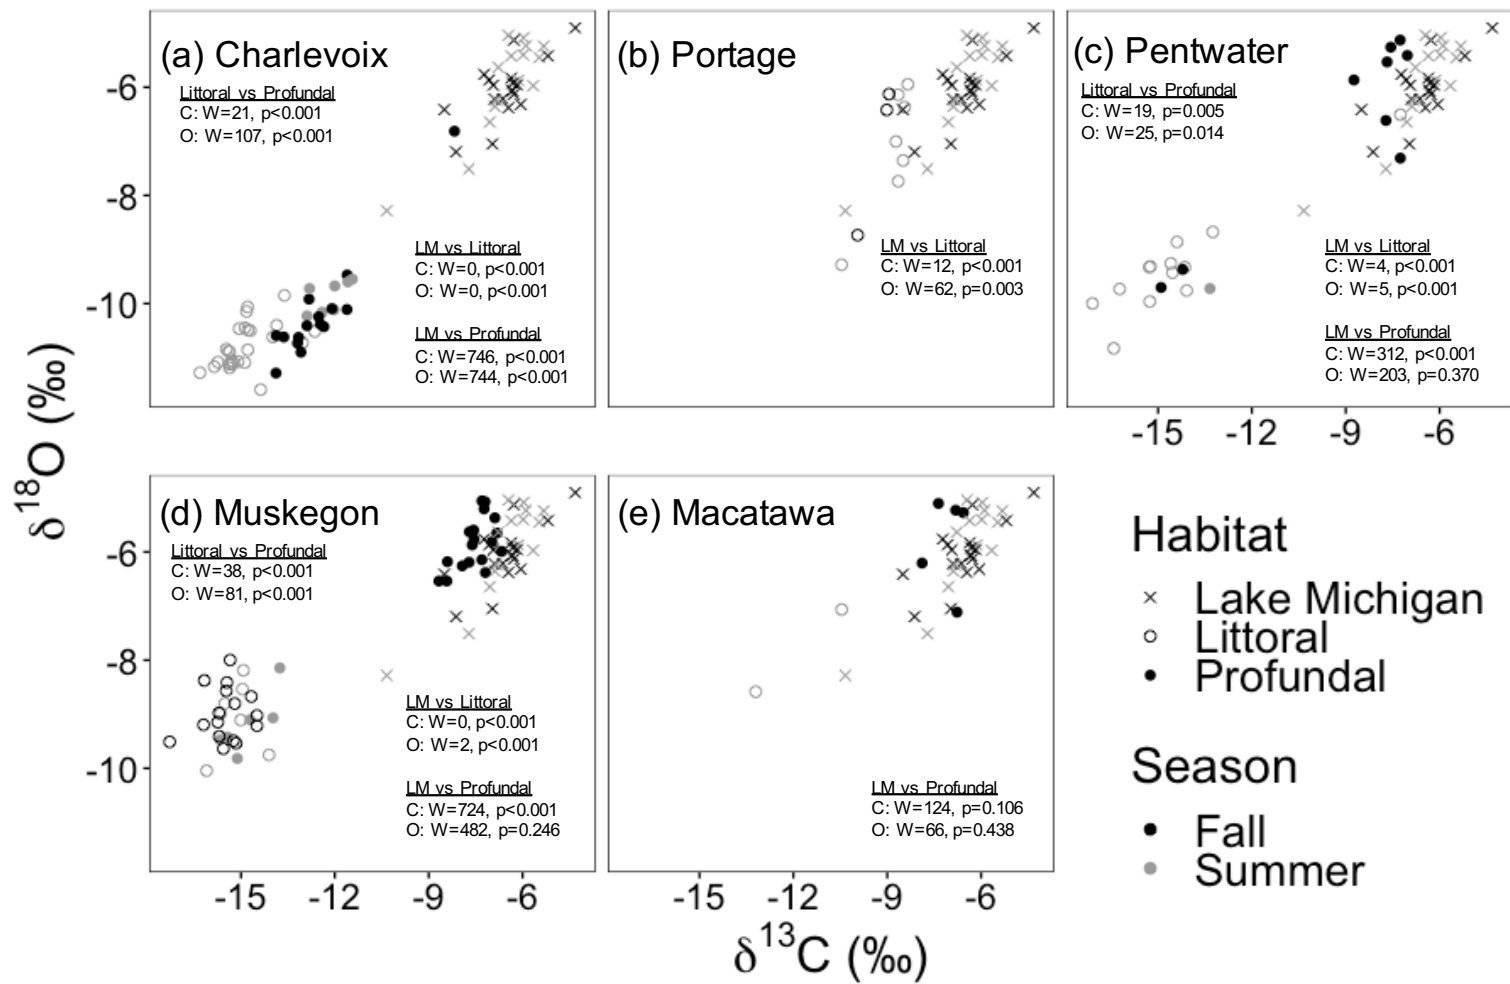 (a) Charlevoix
Littoral vs Profundal
C: W=21, p<0.001
O: W=107, p<0.001
LM vs Littoral
C: W=0, p<0.001
O: W=0, p<0.001
LM vs Profundal
C: W=746, p<0.001
O: W=744, p<0.001
-6
-8
-10
(b) Portage
LM vs Littoral
C: W=12, p<0.001
O: W=62, p=0.003
(c) Pentwater
Littoral vs Profundal
C: W=19, p=0.005
O: W=25, p=0.014
LM vs Littoral
C: W=4, p<0.001
O: W=5, p<0.001
LM vs Profundal
C: W=312, p<0.001
O: W=203, p=0.370
-15 -12 -9 -6
δ18O (‰)
(d) Muskegon
Littoral vs Profundal
C: W=38, p<0.001
O: W=81, p<0.001
LM vs Littoral
C: W=0, p<0.001
O: W=2, p<0.001
LM vs Profundal
C: W=724, p<0.001
O: W=482, p=0.246
-6
-8
-10
-15 -12 -9 -6
(e) Macatawa
LM vs Profundal
C: W=124, p=0.106
O: W=66, p=0.438
-15 -12 -9 -6
δ13C (‰)
Habitat
Lake Michigan
Littoral
Profundal
Season
Fall
Summer